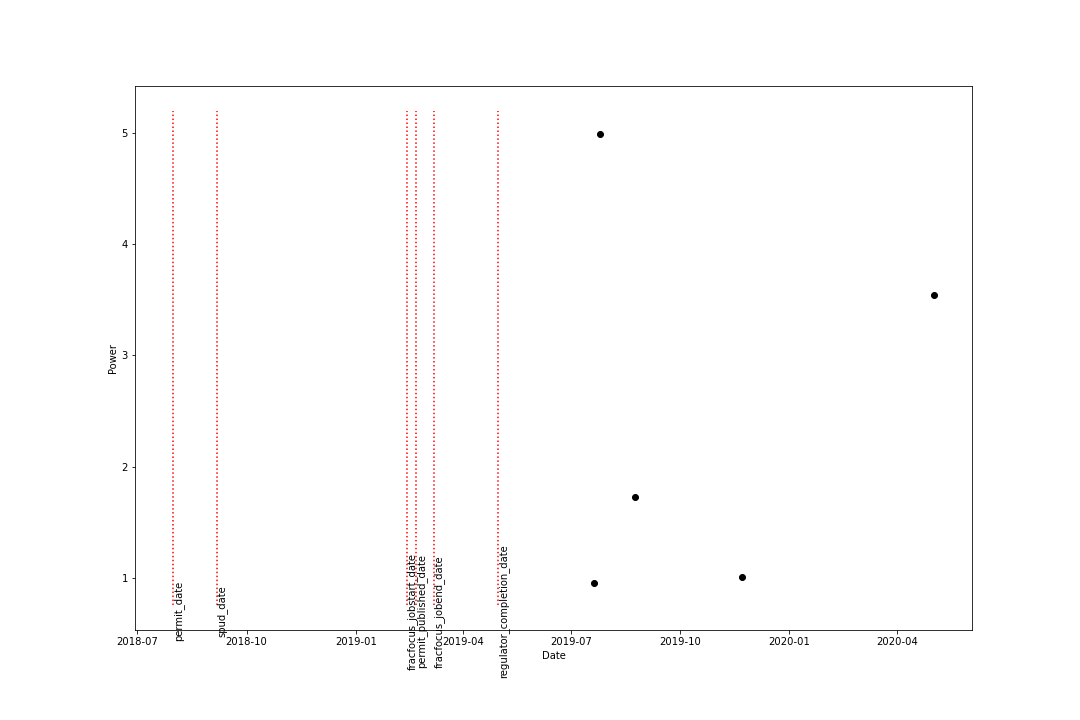 5
4
3
2
1
Power
permit_date
spud_date
fracfocus_jobstart_date
permit_published_date
fracfocus_jobend_date
regulator_completion_date
2018-07
2018-10
2019-01
2019-04
2019-07
2019-10
2020-01
2020-04
Date